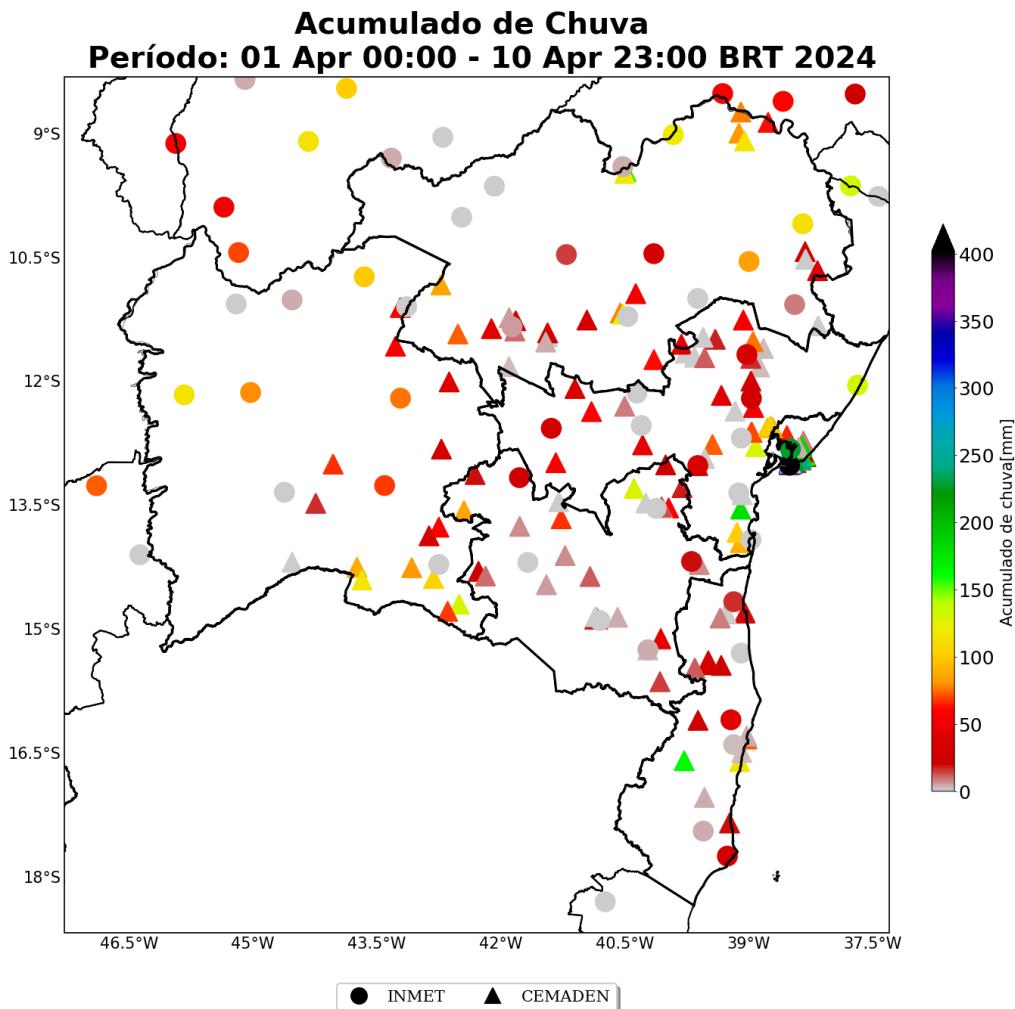 Acumulado de Chuva
Período: 01 Apr 00:00 - 10 Apr 23:00 BRT 2024
9°S
10.5°S
12°S
13.5°S
15°S
16.5°S
18°S
46.5°W 45°W 43.5°W 42°W 40.5°W 39°W 37.5°W
400
350
300
250
200
150
100
50
0
Acumulado de chuva[mm]
INMET CEMADEN